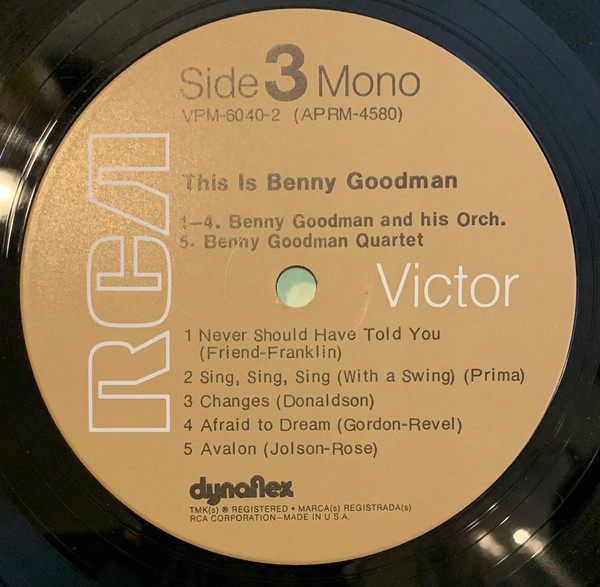 Side 3 Mono
VPM-6040-2 (APRM-4580)
This Is Benny Goodman
1-4. Benny Goodman and his Orch.
5. Benny Goodman Quartet
RCA
Victor
1 Never Should Have Told You
(Friend-Franklin)
2 Sing, Sing, Sing (With a Swing) (Prima)
3 Changes (Donaldson)
4 Afraid to Dream (Gordon-Revel)
5 Avalon (Jolson-Rose)
dynaflex
TMK(s) ® REGISTERED • MARCA(s) REGISTRADA(s)
RCA CORPORATION—MADE IN U.S.A.